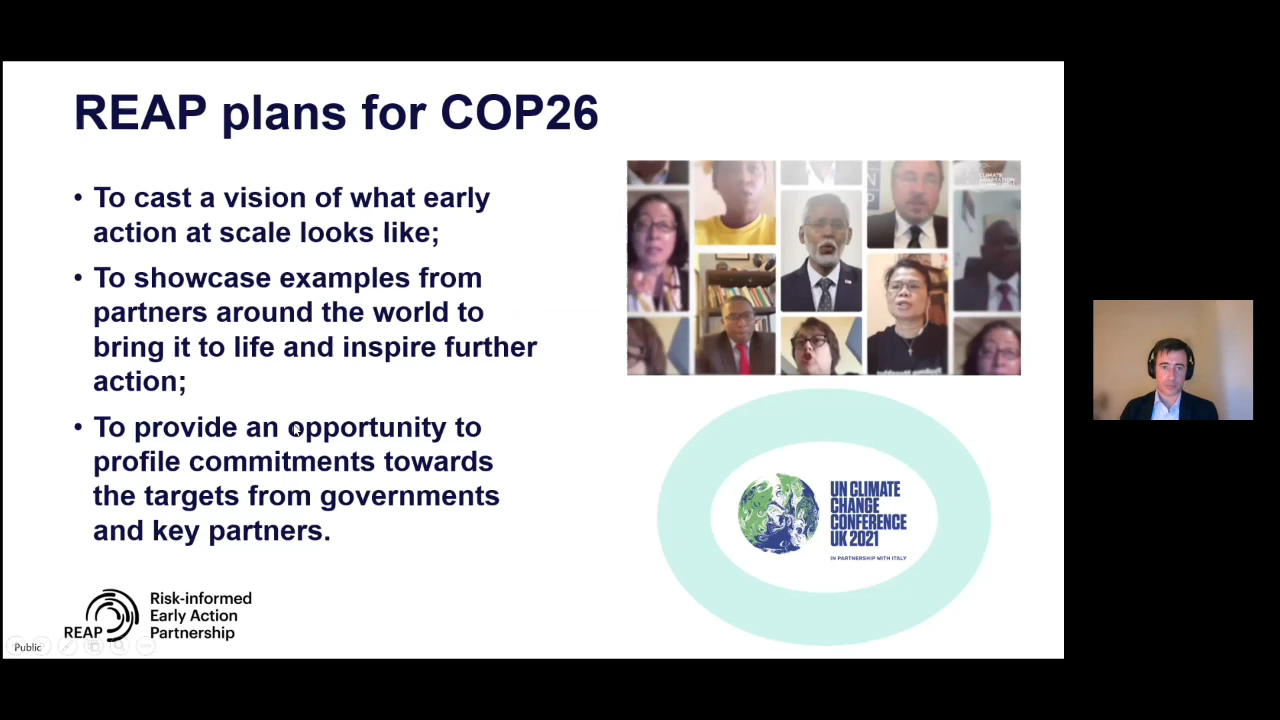 REAP plans for COP26
• To cast a vision of what early
action at scale looks like;
• To showcase examples from
partners around the world to
bring it to life and inspire further
action;
• To provide an opportunity to
profile commitments towards
the targets from governments
and key partners.
CLIMATE
ADAPTATION
UN CLIMATE
CHANGE
CONFERENCE
UK 2021
IN PARTNERSHIP WITH ITALY
REAP
Risk-informed
Early Action
Partnership
Public